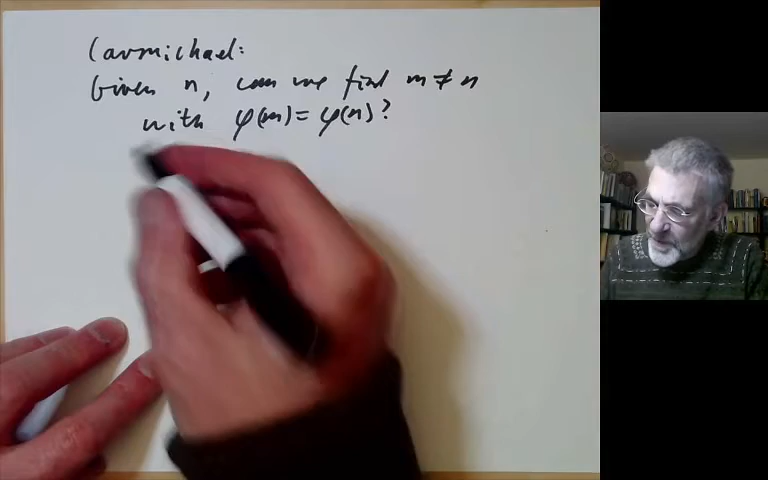 Carmichael:
Given n, can we find m ≠ n
with φ(m) = φ(n)?